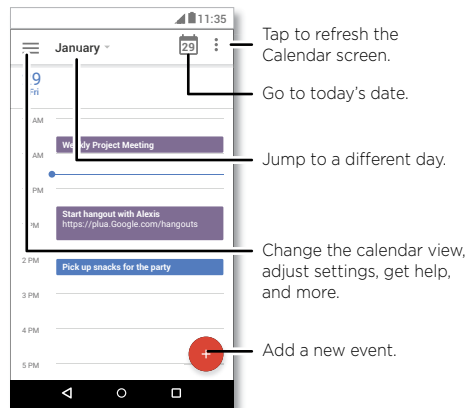 11:35
January
29
9
Fri
AM
Weekly Project Meeting
AM
PM
Start hangout with Alexis
https://plua.Google.com/hangouts
PM
2 PM
Pick up snacks for the party
3 PM
4 PM
5 PM
+
Tap to refresh the
Calendar screen.
Go to today’s date.
Jump to a different day.
Change the calendar view,
adjust settings, get help,
and more.
Add a new event.